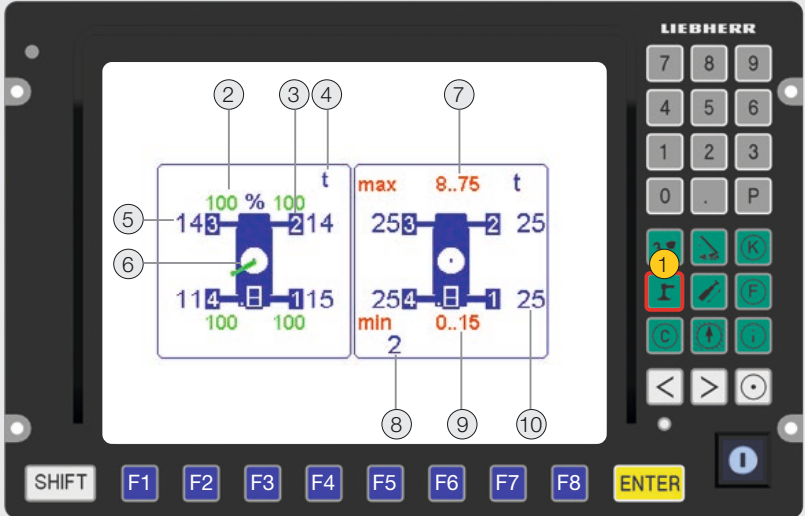 LIEBHERR
7 8 9
4 5 6
1 2 3
0 . P
K
1 F
C i
< >
2 3 4 7
t max 8..75 t
100 % 100
5 14 3 2 14 25 3 2 25
6
11 4 1 15 25 4 1 25
100 100 min 0..15
2
8 9 10
SHIFT F1 F2 F3 F4 F5 F6 F7 F8 ENTER